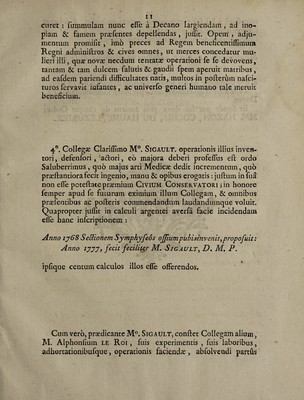 11
curet : summulam nunc esse à Decano largiendam, ad ino-
piam & famem præsentes depellendas, jussit. Opem, adju-
mentum promisit, imò preces ad Regem beneficentissimum
Regni administros & cives omnes, ut merces concedatur mu-
lieri illi, quæ novæ necdum tentatæ operationi se se devovens,
tantam & tam dulcem salutis & gaudii spem aperuit matribus,
ad easdem pariendi difficultates natis, multos in posterùm nasci-
turos servavit infantes, ac universo generi humano tale meruit
beneficium.
4°. Collegæ Clarissimo M°. SIGAULT. operationis illius inven-
tori, defensori, actori, eò majora deberi professus est ordo
Saluberrimus, quò majus arti Medicæ dedit incrementum, quò
præstantiora fecit ingenio, manu & opibus erogatis : justum in suî
non esse potestate præmium CIVIUM CONSERVATORI; in honore
semper apud se futurum eximium illum Collegam, & omnibus
præsentibus ac posteris commendandum laudandumque voluit.
Quapropter jussit in calculi argentei aversâ facie incidendam
esse hanc inscriptionem :
Anno 1768 Sectionem Symphyseôs ossium pubis invenit, proposuit:
Anno 1777, fecit feliciter M. SIGAULT, D. M. P.
ipsique centum calculos illos esse offerendos.
Cum verò, prædicante M°. SIGAULT, constet Collegam alium,
M. Alphonsium LE ROI, suis experimentis, suis laboribus,
adhortationibusque, operationis faciendæ, absolvendi partûs